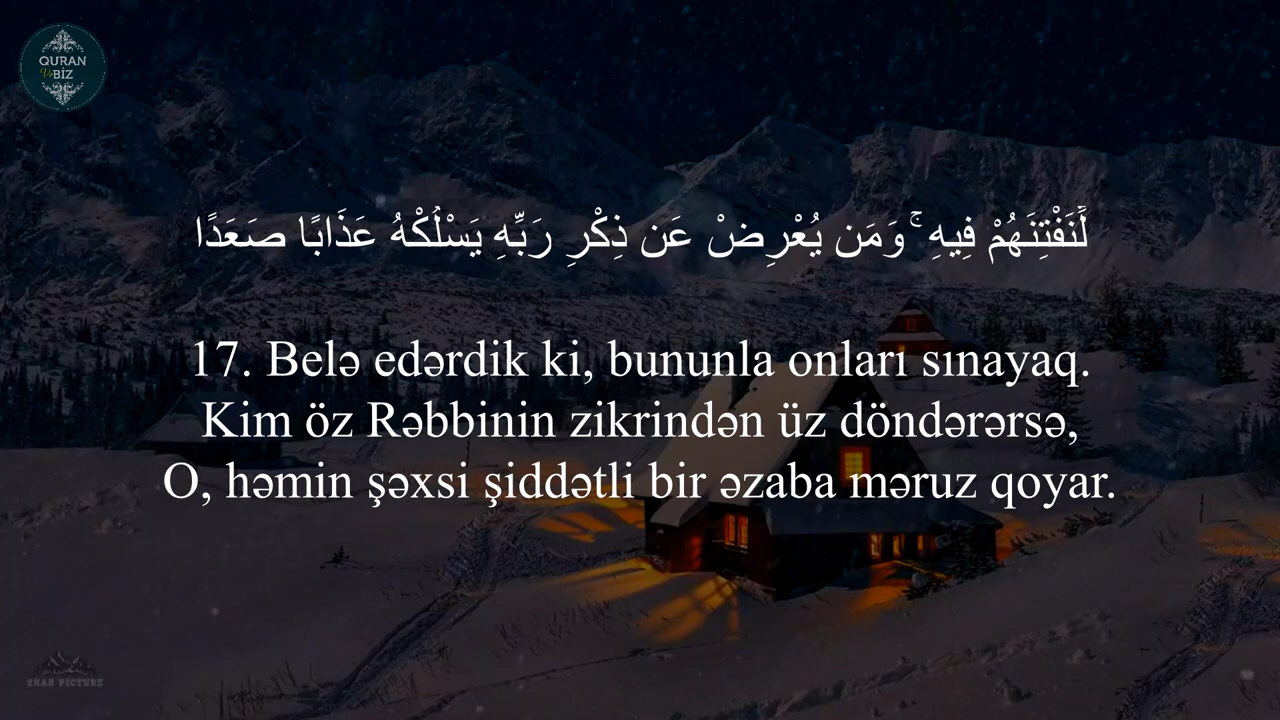 QURAN
Və BİZ
لِّنَفْتِنَهُمْ فِيهِ ۚ وَمَن يُعْرِضْ عَن ذِكْرِ رَبِّهِ يَسْلُكْهُ عَذَابًا صَعَدًا
17. Belə edərdik ki, bununla onları sınayaq.
Kim öz Rəbbinin zikrindən üz döndərərsə,
O, həmin şəxsi şiddətli bir əzaba məruz qoyar.